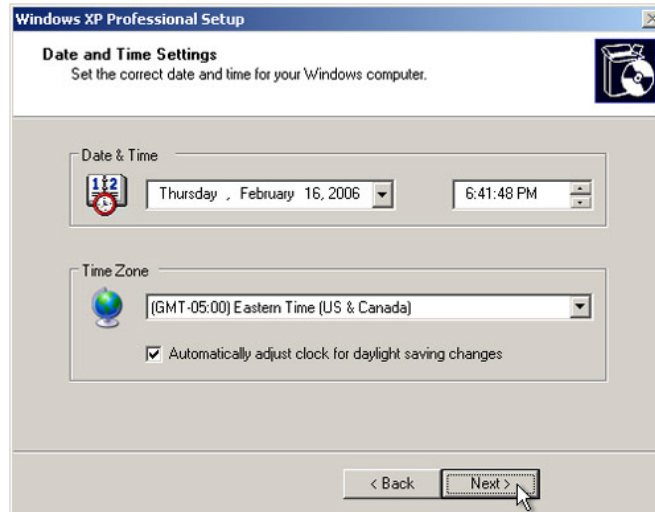 Windows XP Professional Setup
Date and Time Settings
Set the correct date and time for your Windows computer.
Date & Time
Thursday , February 16, 2006
6:41:48 PM
Time Zone
(GMT-05:00) Eastern Time (US & Canada)
Automatically adjust clock for daylight saving changes
< Back
Next >